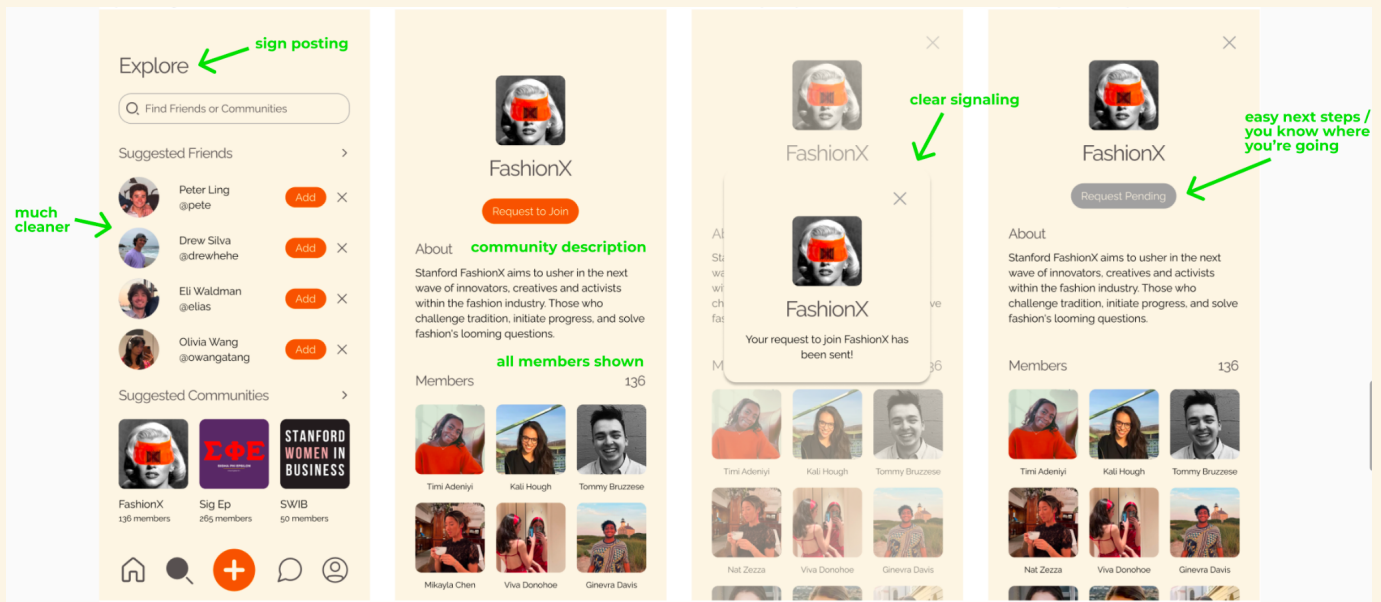 sign posting
Explore
Find Friends or Communities
Suggested Friends
much
cleaner
Peter Ling
@pete
Add
Drew Silva
@drewhehe
Add
Eli Waldman
@elias
Add
Olivia Wang
@owangatang
Add
Suggested Communities
ΣΦΕ
STANFORD
WOMEN IN
BUSINESS
FashionX
136 members
Sig Ep
265 members
SWIB
50 members
FashionX
Request to Join
About
community description
Stanford FashionX aims to usher in the next
wave of innovators, creatives and activists
within the fashion industry. Those who
challenge tradition, initiate progress, and solve
fashion's looming questions.
all members shown
Members
136
Timi Adeniyi
Kali Hough
Tommy Bruzzese
Mikayla Chen
Viva Donohoe
Ginevra Davis
clear signaling
FashionX
FashionX
Your request to join FashionX has
been sent!
Timi Adeniyi
Kali Hough
Tommy Bruzzese
Nat Zezza
Viva Donohoe
Ginevra Davis
easy next steps /
you know where
you're going
FashionX
Request Pending
About
Stanford FashionX aims to usher in the next
wave of innovators, creatives and activists
within the fashion industry. Those who
challenge tradition, initiate progress, and solve
fashion's looming questions.
Members
136
Timi Adeniyi
Kali Hough
Tommy Bruzzese
Nat Zezza
Viva Donohoe
Ginevra Davis